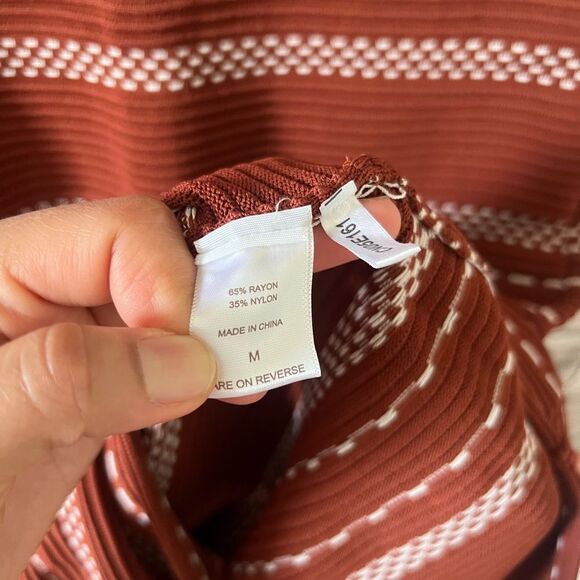 65% RAYON
35% NYLON
MADE IN CHINA
M
ARE ON REVERSE